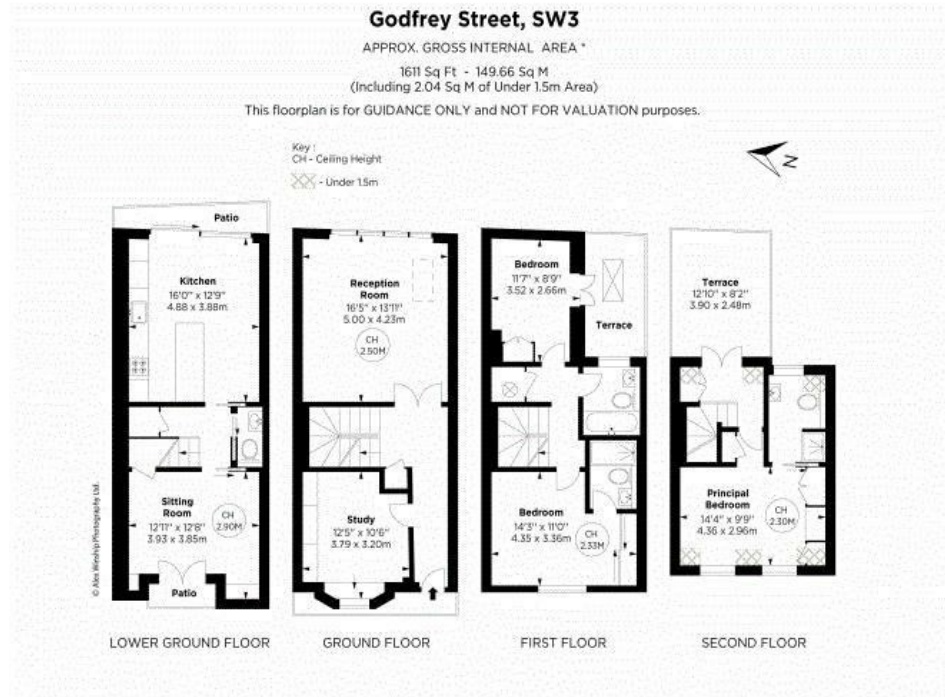 Godfrey Street, SW3
APPROX. GROSS INTERNAL AREA *
1611 Sq Ft - 149.66 Sq M
(Including 2.04 Sq M of Under 1.5m Area)
This floorplan is for GUIDANCE ONLY and NOT FOR VALUATION purposes.
Key :
CH - Ceiling Height
- Under 1.5m
N
Patio
Kitchen
16'0" x 12'9"
4.88 x 3.88m
Sitting
Room
12'11" x 12'8"
3.93 x 3.85m
CH
2.90M
Patio
© Alex Winship Photography Ltd.
LOWER GROUND FLOOR
Reception
Room
16'5" x 13'11"
5.00 x 4.23m
CH
2.50M
Study
12'5" x 10'6"
3.79 x 3.20m
GROUND FLOOR
Bedroom
11'7" x 8'9"
3.52 x 2.66m
Terrace
Bedroom
14'3" x 11'0"
4.35 x 3.36m
CH
2.33M
FIRST FLOOR
Terrace
12'10" x 8'2"
3.90 x 2.48m
Principal
Bedroom
14'4" x 9'9"
4.36 x 2.96m
CH
2.30M
SECOND FLOOR